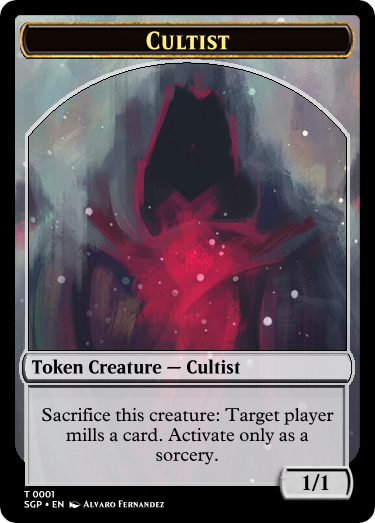 Cultist
Token Creature — Cultist
Sacrifice this creature: Target player
mills a card. Activate only as a
sorcery.
1/1
T 0001
SGP • EN Alvaro Fernandez